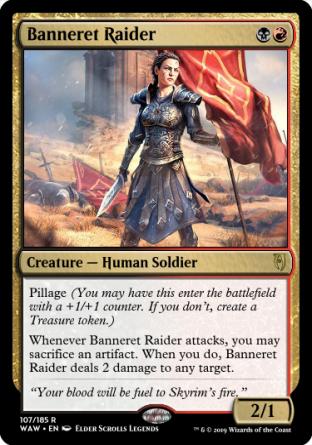 Banneret Raider
Creature — Human Soldier
Pillage (You may have this enter the battlefield
with a +1/+1 counter. If you don't, create a
Treasure token.)
Whenever Banneret Raider attacks, you may
sacrifice an artifact. When you do, Banneret
Raider deals 2 damage to any target.
“Your blood will be fuel to Skyrim's fire.”
2/1
107/185 R
WAW • EN Elder Scrolls Legends
™ & © 2019 Wizards of the Coast